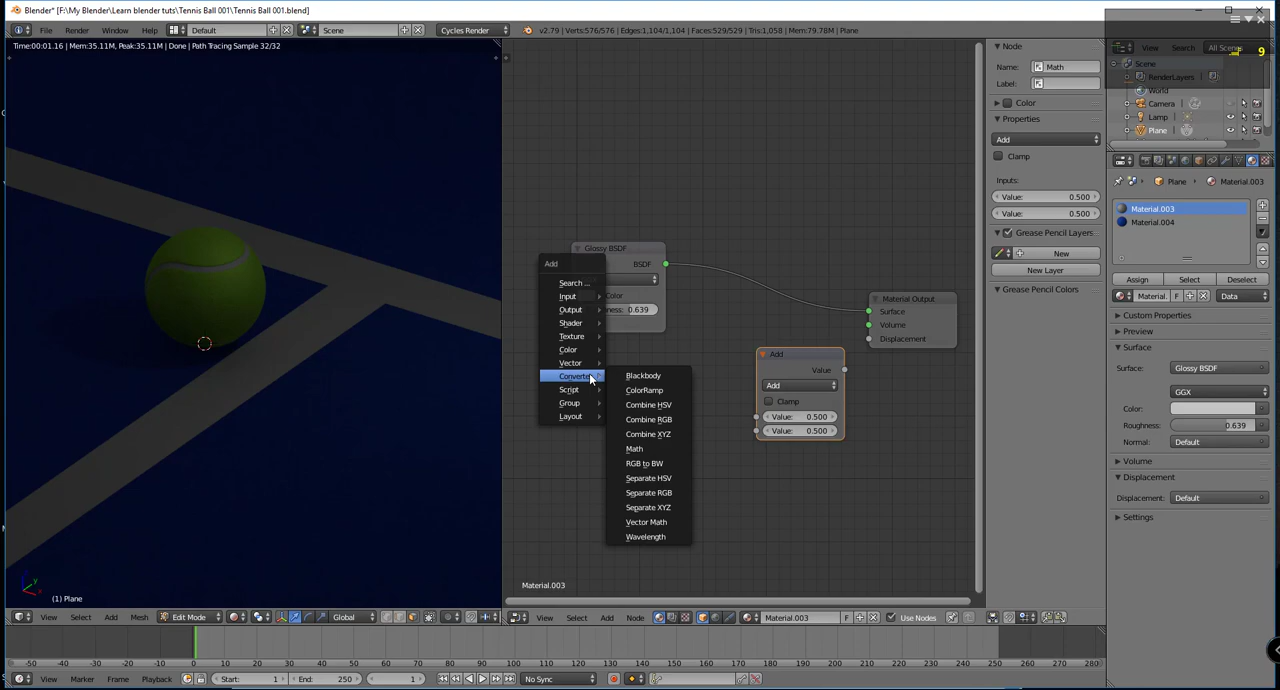 Blender* [F:\My Blender\Learn blender tuts\Tennis Ball 001\Tennis Ball 001.blend]
File Render Window Help Default Scene Cycles Render v2.79 | Verts:576/576 | Edges:1,104/1,104 | Faces:529/529 | Tris:1,058 | Mem:79.78M | Plane
Time:00:01.16 | Mem:35.11M, Peak:35.11M | Done | Path Tracing Sample 32/32
(1) Plane
View Select Add Mesh Edit Mode Global
Glossy BSDF
BSDF
Color
0.639
Add
Search ...
Input
Output
Shader
Texture
Color
Vector
Converter
Script
Group
Layout
Blackbody
ColorRamp
Combine HSV
Combine RGB
Combine XYZ
Math
RGB to BW
Separate HSV
Separate RGB
Separate XYZ
Vector Math
Wavelength
Add
Value
Add
Clamp
Value: 0.500
Value: 0.500
Material Output
Surface
Volume
Displacement
Material.003
View Select Add Node Material.003 F Use Nodes
Node
Name: Math
Label:
Color
Properties
Add
Clamp
Inputs:
Value: 0.500
Value: 0.500
Grease Pencil Layers
New
New Layer
Grease Pencil Colors
View Search All Scenes
9
Scene
RenderLayers
World
Camera
Lamp
Plane
Plane Material.003
Material.003
Material.004
Assign Select Deselect
Material. F Data
Custom Properties
Preview
Surface
Surface: Glossy BSDF
GGX
Color:
Roughness: 0.639
Normal: Default
Volume
Displacement
Displacement: Default
Settings
-50 -40 -30 -20 -10 0 10 20 30 40 50 60 70 80 90 100 110 120 130 140 150 160 170 180 190 200 210 220 230 240 250 260 270 280
View Marker Frame Playback Start: 1 End: 250 1 No Sync